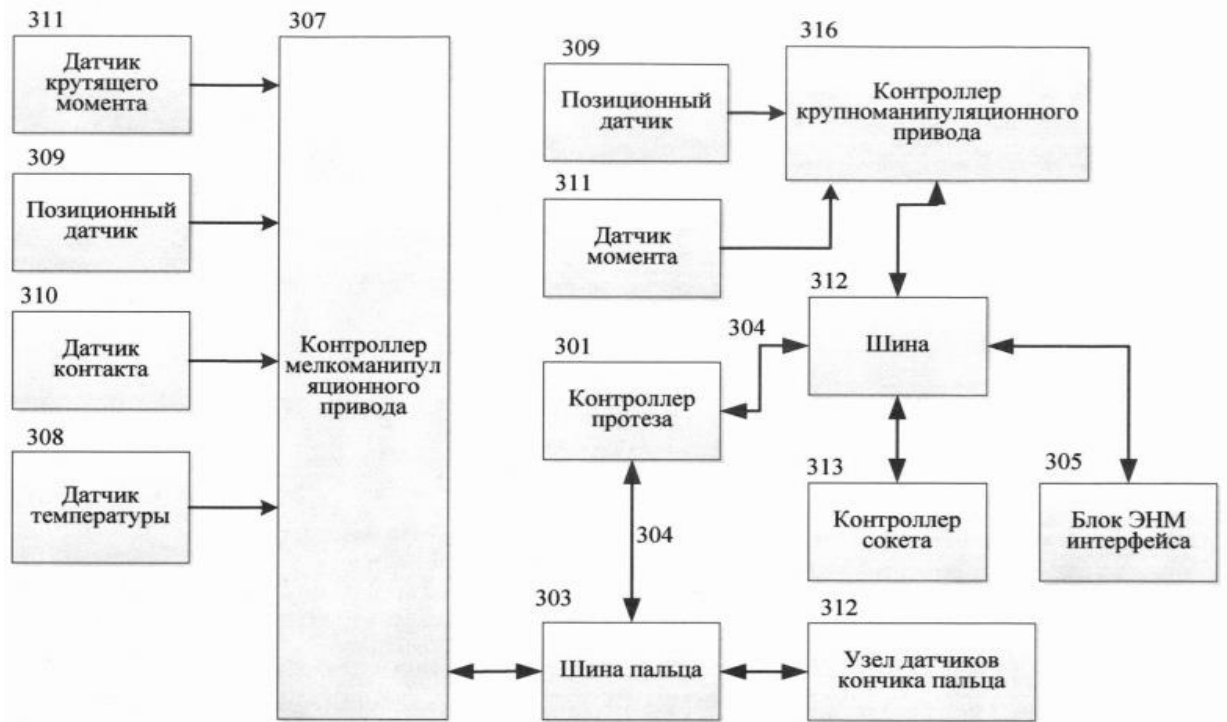 311
Датчик
крутящего
момента
309
Позиционный
датчик
310
Датчик
контакта
308
Датчик
температуры
307
Контроллер
мелкоманипул
яционного
привода
309
Позиционный
датчик
311
Датчик
момента
316
Контроллер
крупноманипуляционного
привода
312
Шина
304
301
Контроллер
протеза
304
313
Контроллер
сокета
305
Блок ЭНМ
интерфейса
303
Шина пальца
312
Узел датчиков
кончика пальца